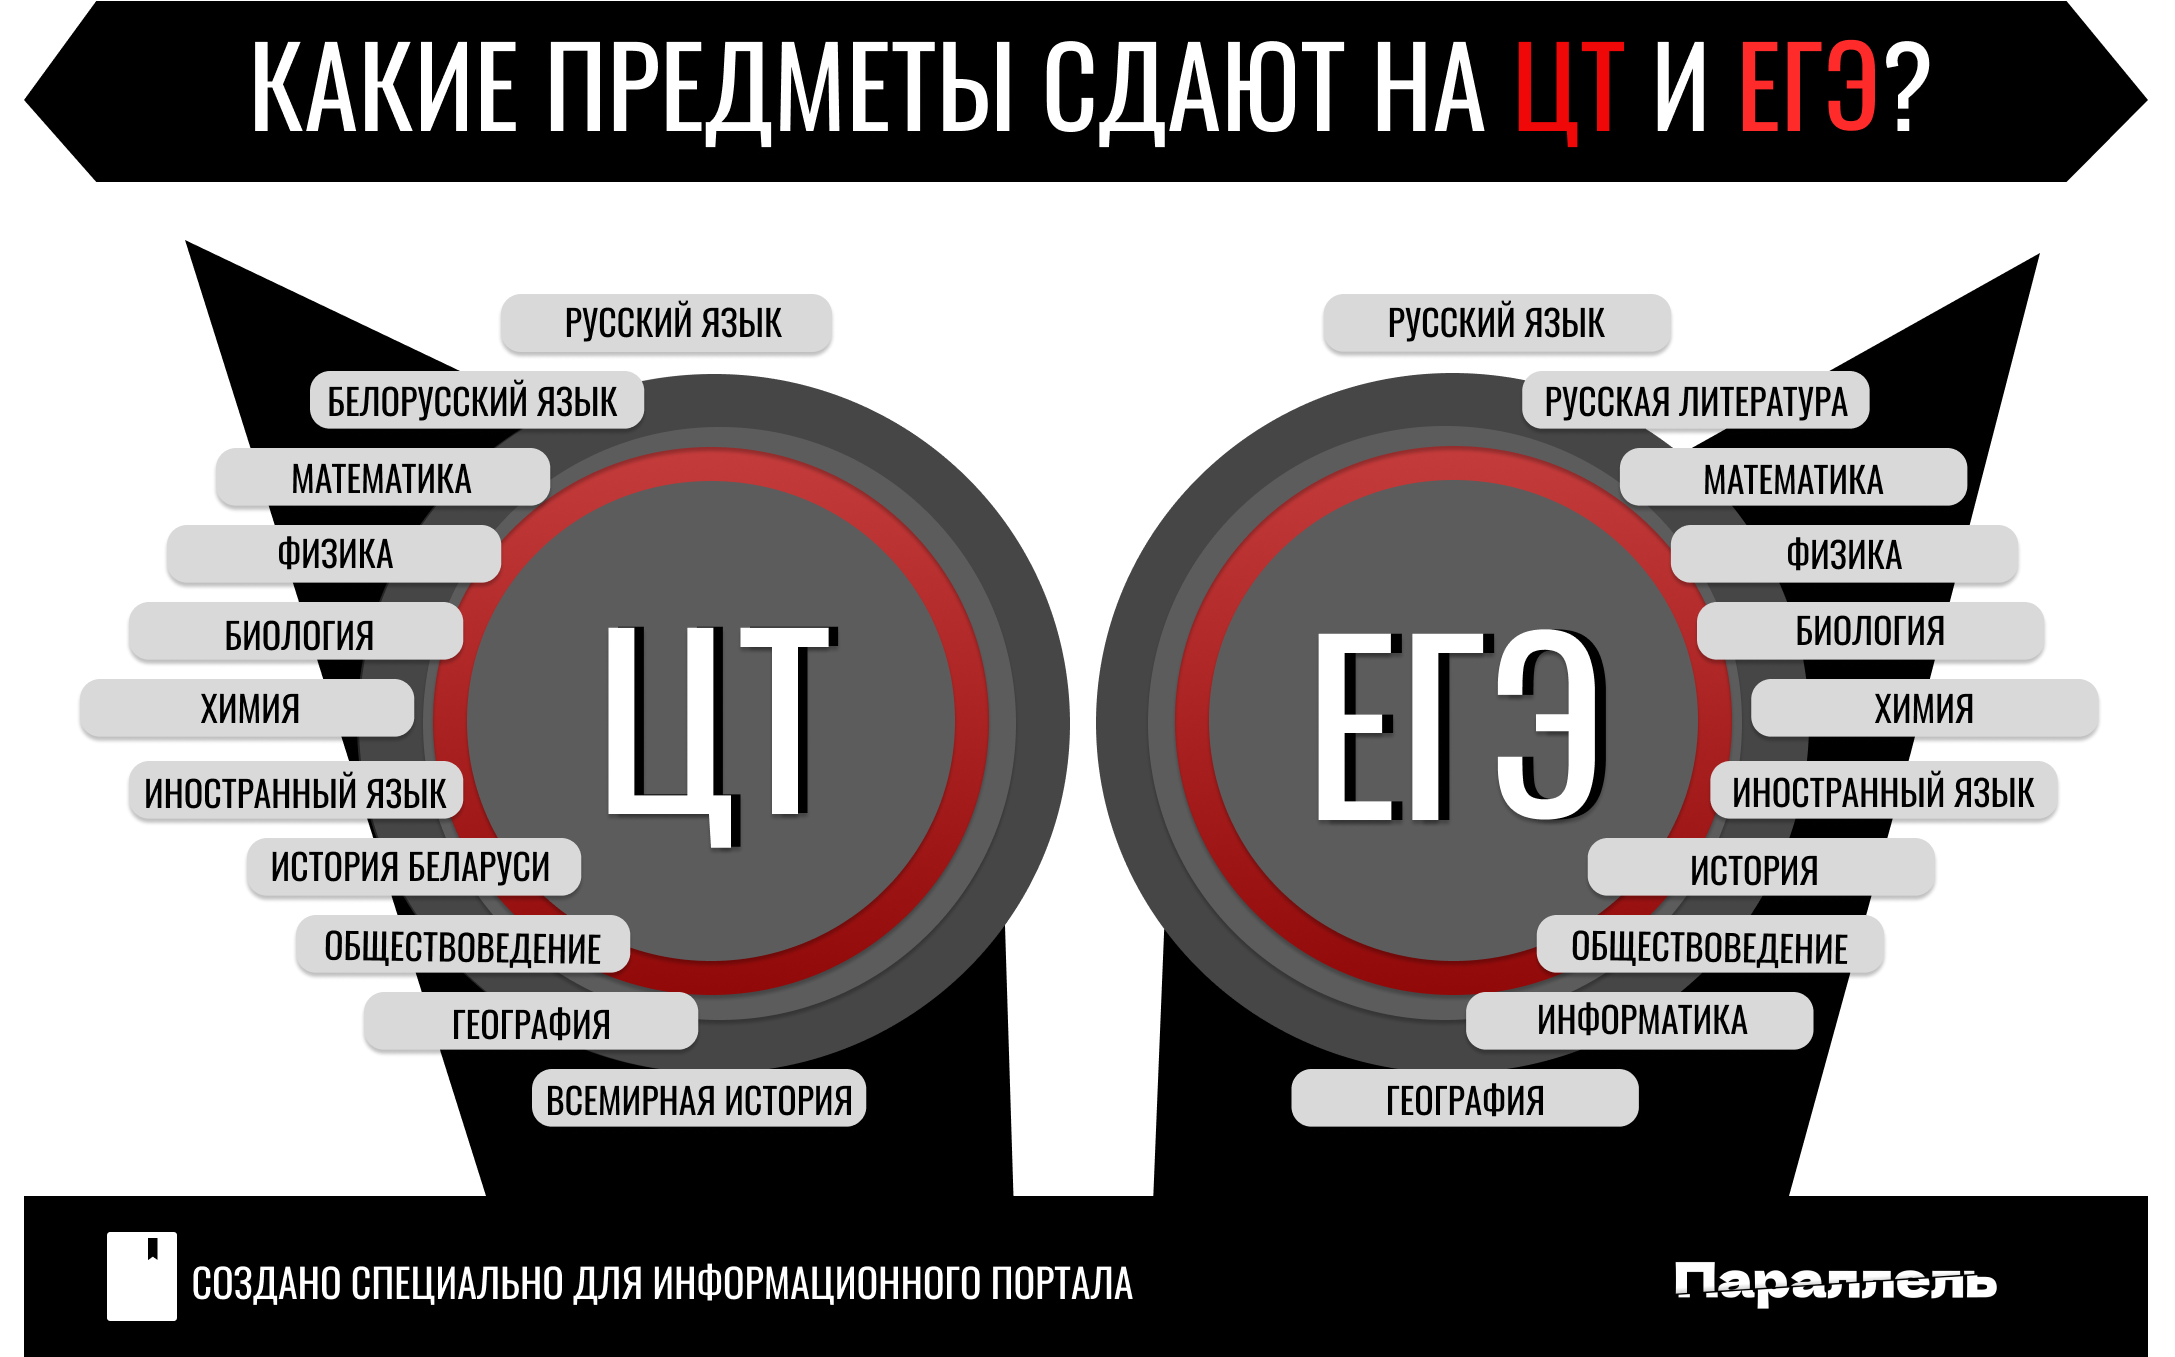 КАКИЕ ПРЕДМЕТЫ СДАЮТ НА ЦТ И ЕГЭ?
РУССКИЙ ЯЗЫК
БЕЛОРУССКИЙ ЯЗЫК
МАТЕМАТИКА
ФИЗИКА
БИОЛОГИЯ
ХИМИЯ
ИНОСТРАННЫЙ ЯЗЫК
ИСТОРИЯ БЕЛАРУСИ
ОБЩЕСТВОВЕДЕНИЕ
ГЕОГРАФИЯ
ВСЕМИРНАЯ ИСТОРИЯ
ЦТ
РУССКИЙ ЯЗЫК
РУССКАЯ ЛИТЕРАТУРА
МАТЕМАТИКА
ФИЗИКА
БИОЛОГИЯ
ХИМИЯ
ИНОСТРАННЫЙ ЯЗЫК
ИСТОРИЯ
ОБЩЕСТВОВЕДЕНИЕ
ИНФОРМАТИКА
ГЕОГРАФИЯ
ЕГЭ
СОЗДАНО СПЕЦИАЛЬНО ДЛЯ ИНФОРМАЦИОННОГО ПОРТАЛА
Параллель